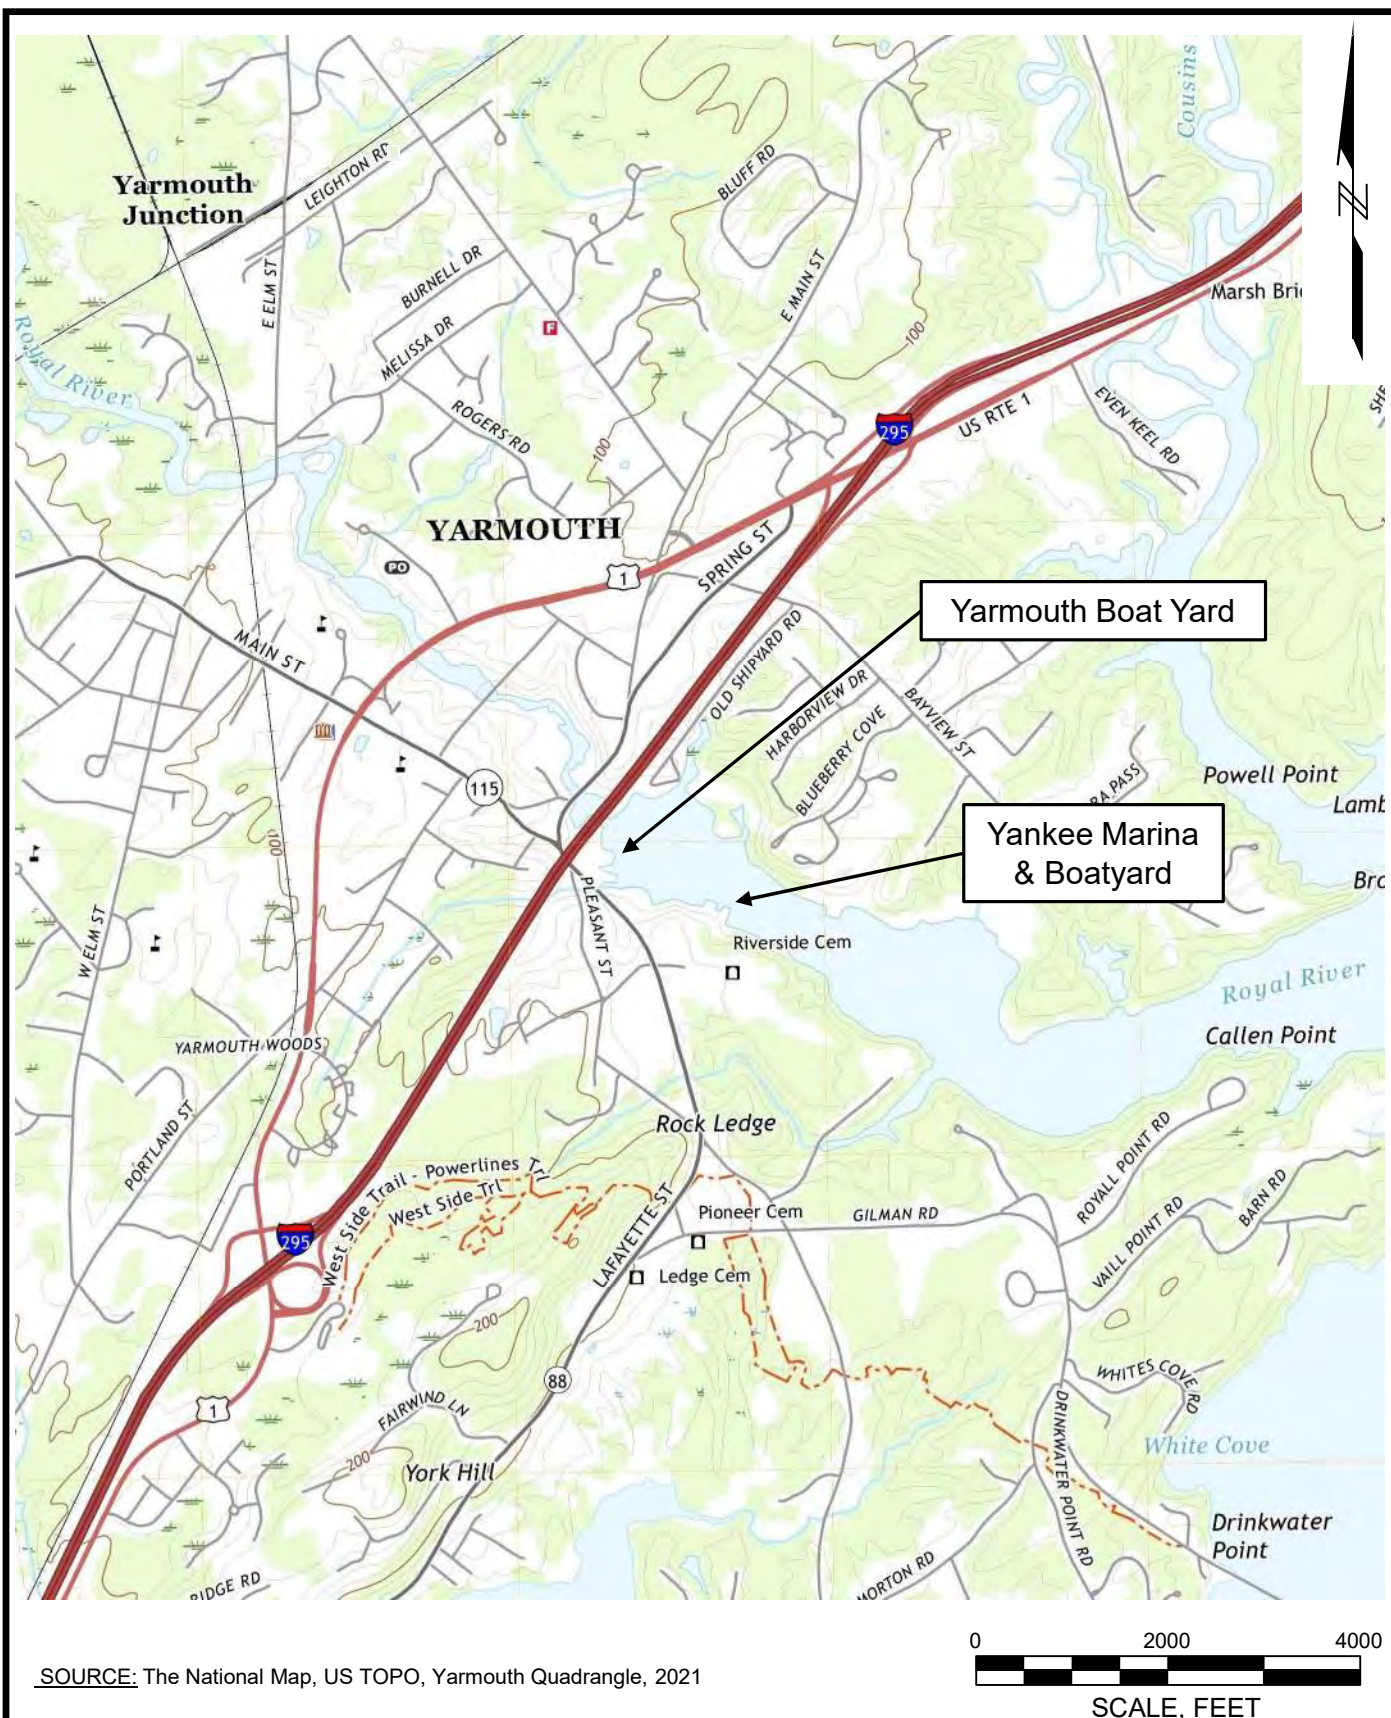 Cousins
Yarmouth
Junction
LEIGHTON RD
BLUFF RD
N
E ELM ST
BURNELL DR
E MAIN ST
Marsh Bri
Royal River
MELISSA DR
F
100
US RTE 1
EVEN KEEL RD
SHE
ROGERS RD
295
100
YARMOUTH
PO
1
SPRING ST
Yarmouth Boat Yard
MAIN ST
OLD SHIPYARD RD
HARBORVIEW DR
BAYVIEW ST
BLUEBERRY COVE
RA PASS
Powell Point
Lamb
115
100
Yankee Marina
& Boatyard
Bro
PLEASANT ST
W ELM ST
Riverside Cem
Royal River
Callen Point
YARMOUTH WOODS
PORTLAND ST
Rock Ledge
ROYALL POINT RD
West Side Trail - Powerlines Trl
West Side Trl
LAFAYETTE ST
Pioneer Cem
GILMAN RD
BARN RD
VAILL POINT RD
295
Ledge Cem
200
88
WHITES COVE RD
1
FAIRWIND LN
DRINKWATER POINT RD
200
York Hill
White Cove
Drinkwater
Point
RIDGE RD
MORTON RD
0 2000 4000
SOURCE: The National Map, US TOPO, Yarmouth Quadrangle, 2021
SCALE, FEET